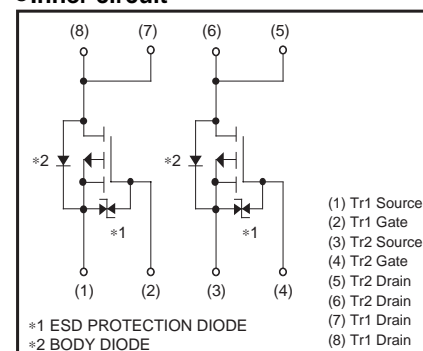 (8) (7) (6) (5)
∗2 ∗2
∗1 ∗1
(1) (2) (3) (4)
(1) Tr1 Source
(2) Tr1 Gate
(3) Tr2 Source
(4) Tr2 Gate
(5) Tr2 Drain
(6) Tr2 Drain
(7) Tr1 Drain
(8) Tr1 Drain
∗1 ESD PROTECTION DIODE
∗2 BODY DIODE